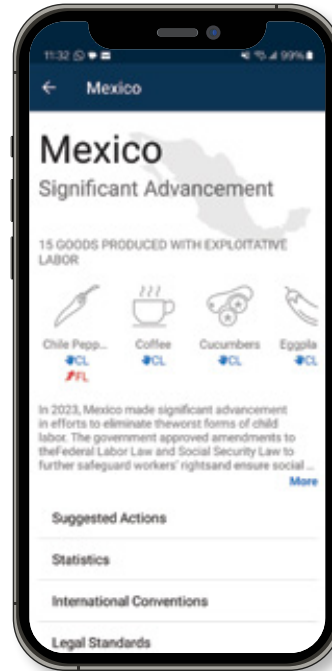 11:32 99%
Mexico
Mexico
Significant Advancement
15 GOODS PRODUCED WITH EXPLOITATIVE
LABOR
Chile Pepp... Coffee Cucumbers Eggpla
CL CL CL CL
FL
In 2023, Mexico made significant advancement
in efforts to eliminate theworst forms of child
labor. The government approved amendments to
theFederal Labor Law and Social Security Law to
further safeguard workers' rightsand ensure social ...
More
Suggested Actions
Statistics
International Conventions
Legal Standards